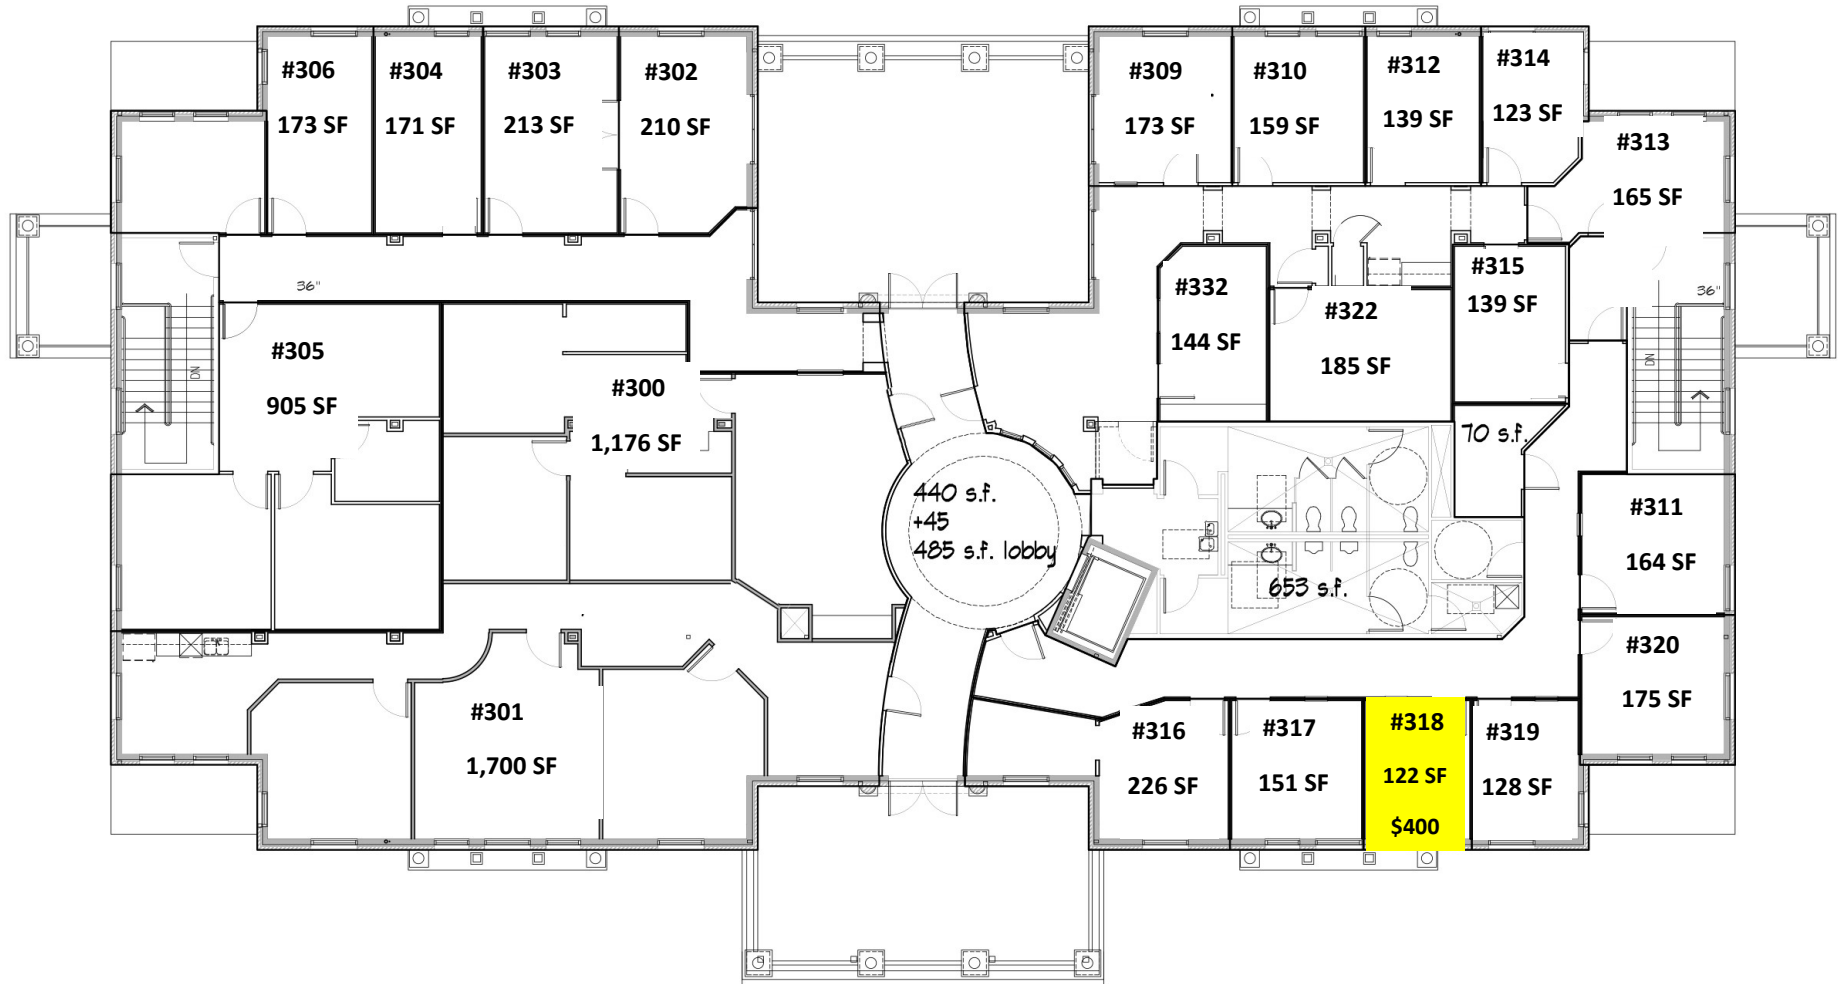 #306
173 SF
#304
171 SF
#303
213 SF
#302
210 SF
#309
173 SF
#310
159 SF
#312
139 SF
#314
123 SF
#313
165 SF
36"
#305
905 SF
DN
#300
1,176 SF
#332
144 SF
#322
185 SF
#315
139 SF
36"
DN
70 s.f.
440 s.f.
+45
485 s.f. lobby
653 s.f.
#311
164 SF
#320
175 SF
#301
1,700 SF
#316
226 SF
#317
151 SF
#318
122 SF
$400
#319
128 SF